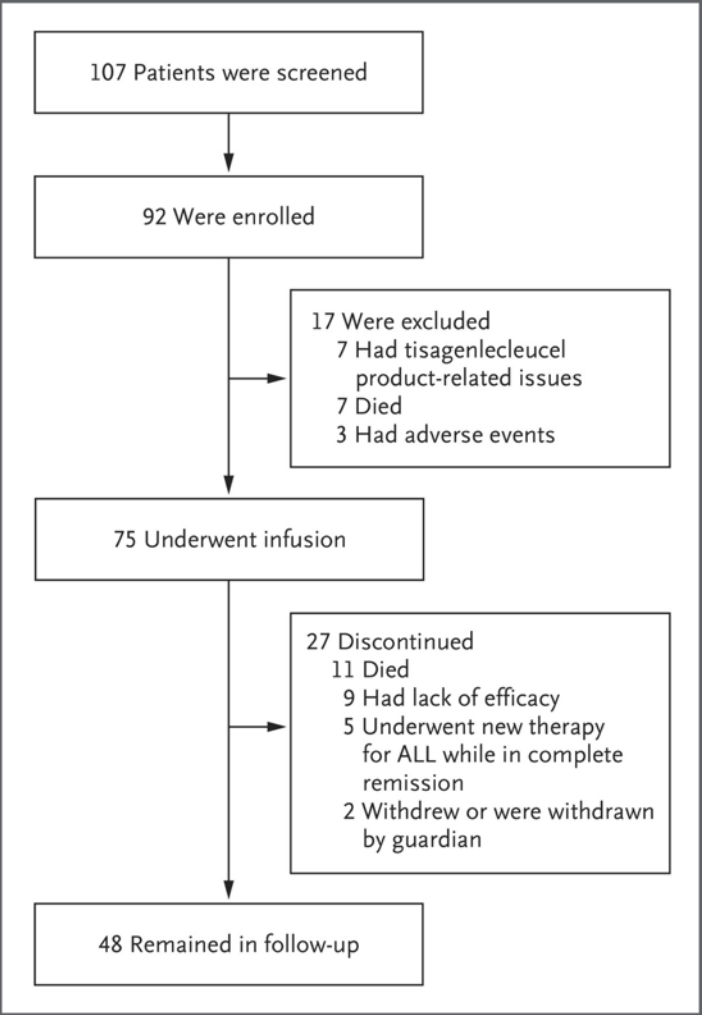 107 Patients were screened
92 Were enrolled
17 Were excluded
7 Had tisagenlecleucel
product-related issues
7 Died
3 Had adverse events
75 Underwent infusion
27 Discontinued
11 Died
9 Had lack of efficacy
5 Underwent new therapy
for ALL while in complete
remission
2 Withdrew or were withdrawn
by guardian
48 Remained in follow-up